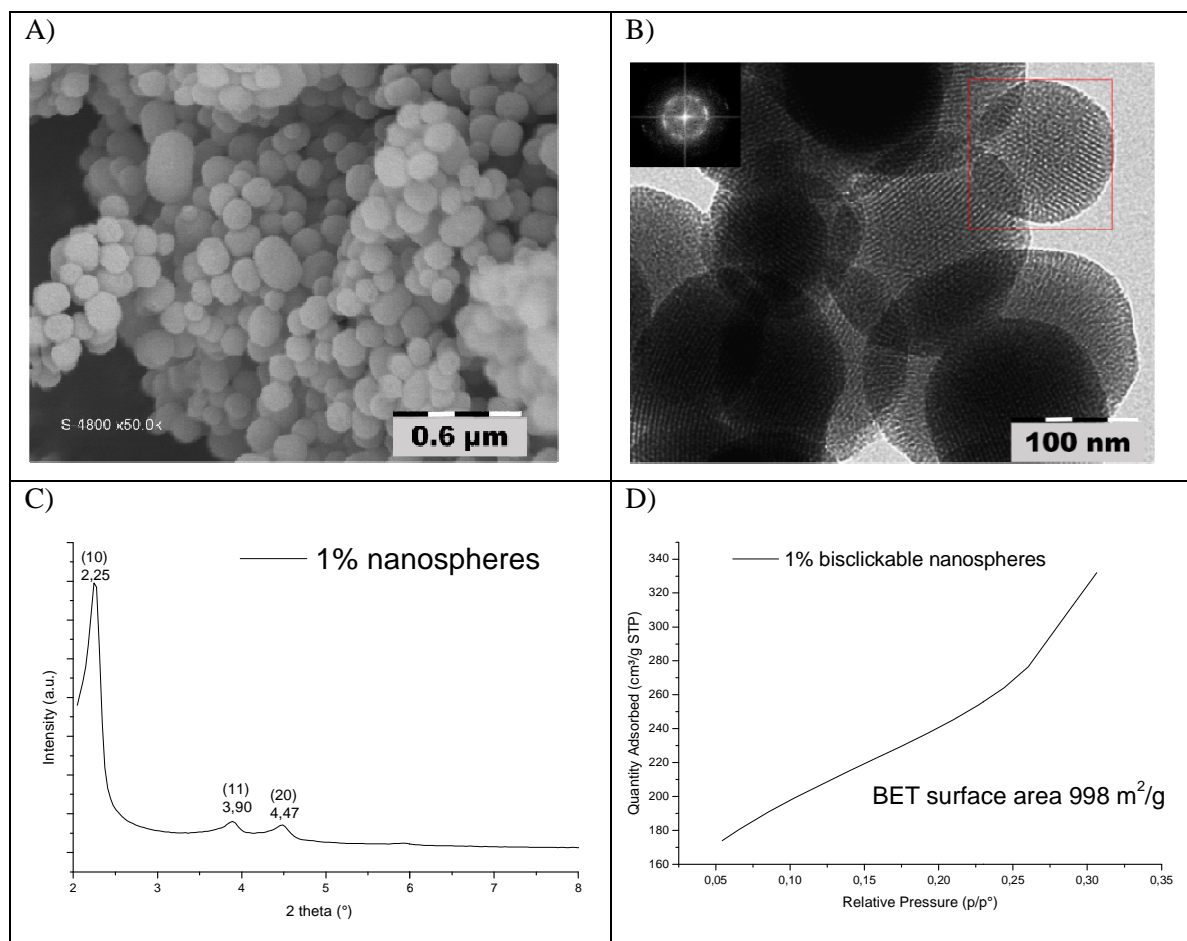 A)
S-4800 x50.0k
0.6 µm
B)
100 nm
C)
1% nanospheres
(10)
2,25
(11)
3,90
(20)
4,47
Intensity (a.u.)
2 3 4 5 6 7 8
2 theta (°)
D)
1% bisclickable nanospheres
340
320
300
280
260
240
220
200
180
160
Quantity Adsorbed (cm³/g STP)
BET surface area 998 m²/g
0,05 0,10 0,15 0,20 0,25 0,30 0,35
Relative Pressure (p/p°)